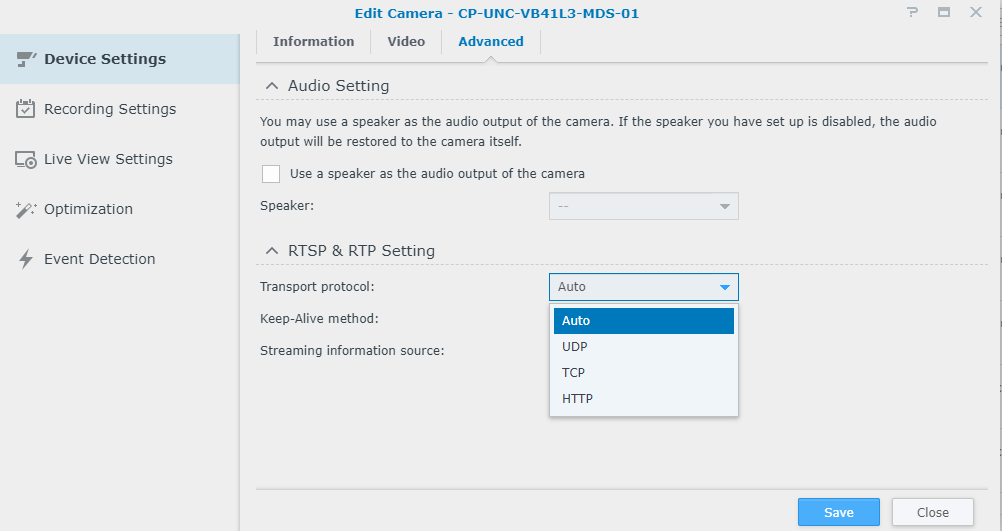 Edit Camera - CP-UNC-VB41L3-MDS-01
Device Settings
Recording Settings
Live View Settings
Optimization
Event Detection
Information
Video
Advanced
Audio Setting
You may use a speaker as the audio output of the camera. If the speaker you have set up is disabled, the audio
output will be restored to the camera itself.
Use a speaker as the audio output of the camera
Speaker:
--
RTSP & RTP Setting
Transport protocol:
Auto
Keep-Alive method:
Streaming information source:
Auto
UDP
TCP
HTTP
Save
Close